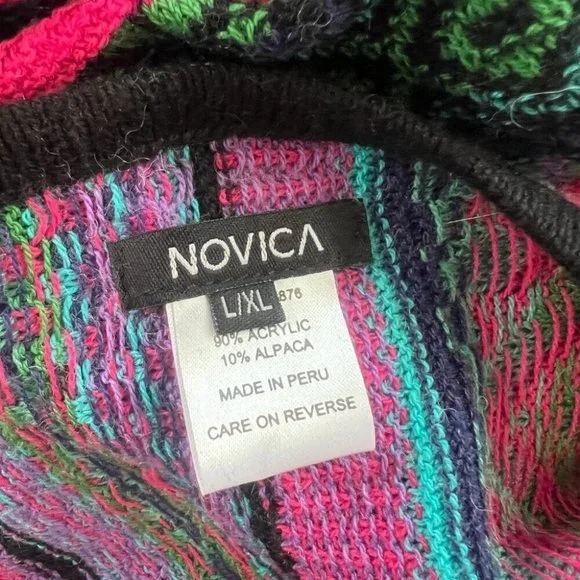 NOVICA
L/XL
876
90% ACRYLIC
10% ALPACA
MADE IN PERU
CARE ON REVERSE